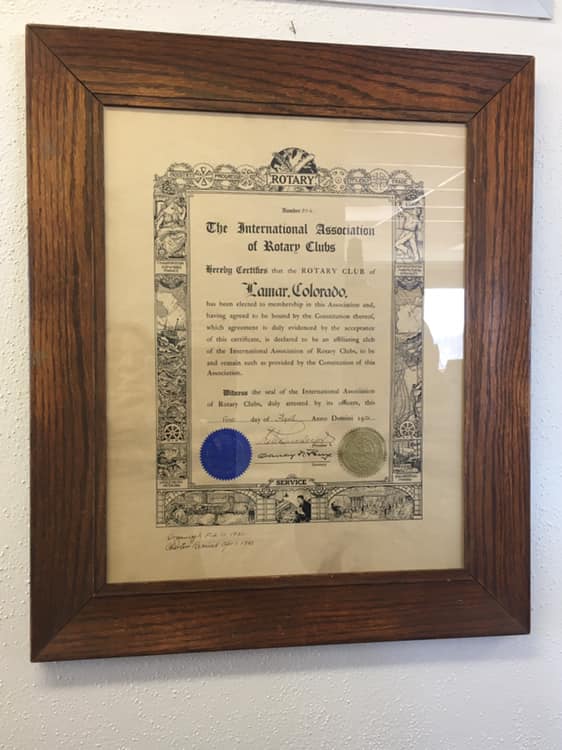 ROTARY
Number
The International Association
of Rotary Clubs
Hereby Certifies that the ROTARY CLUB of
Lamar, Colorado,
has been elected to membership in this Association and,
having agreed to be bound by the Constitution thereof,
which agreement is duly evidenced by the acceptance
of this certificate, is declared to be an affiliating club
of the International Association of Rotary Clubs, to be
and remain such as provided by the Constitution of this
Association.
Witness the seal of the International Association
of Rotary Clubs, duly attested by its officers, this
first day of April Anno Domini
President
Secretary
SERVICE